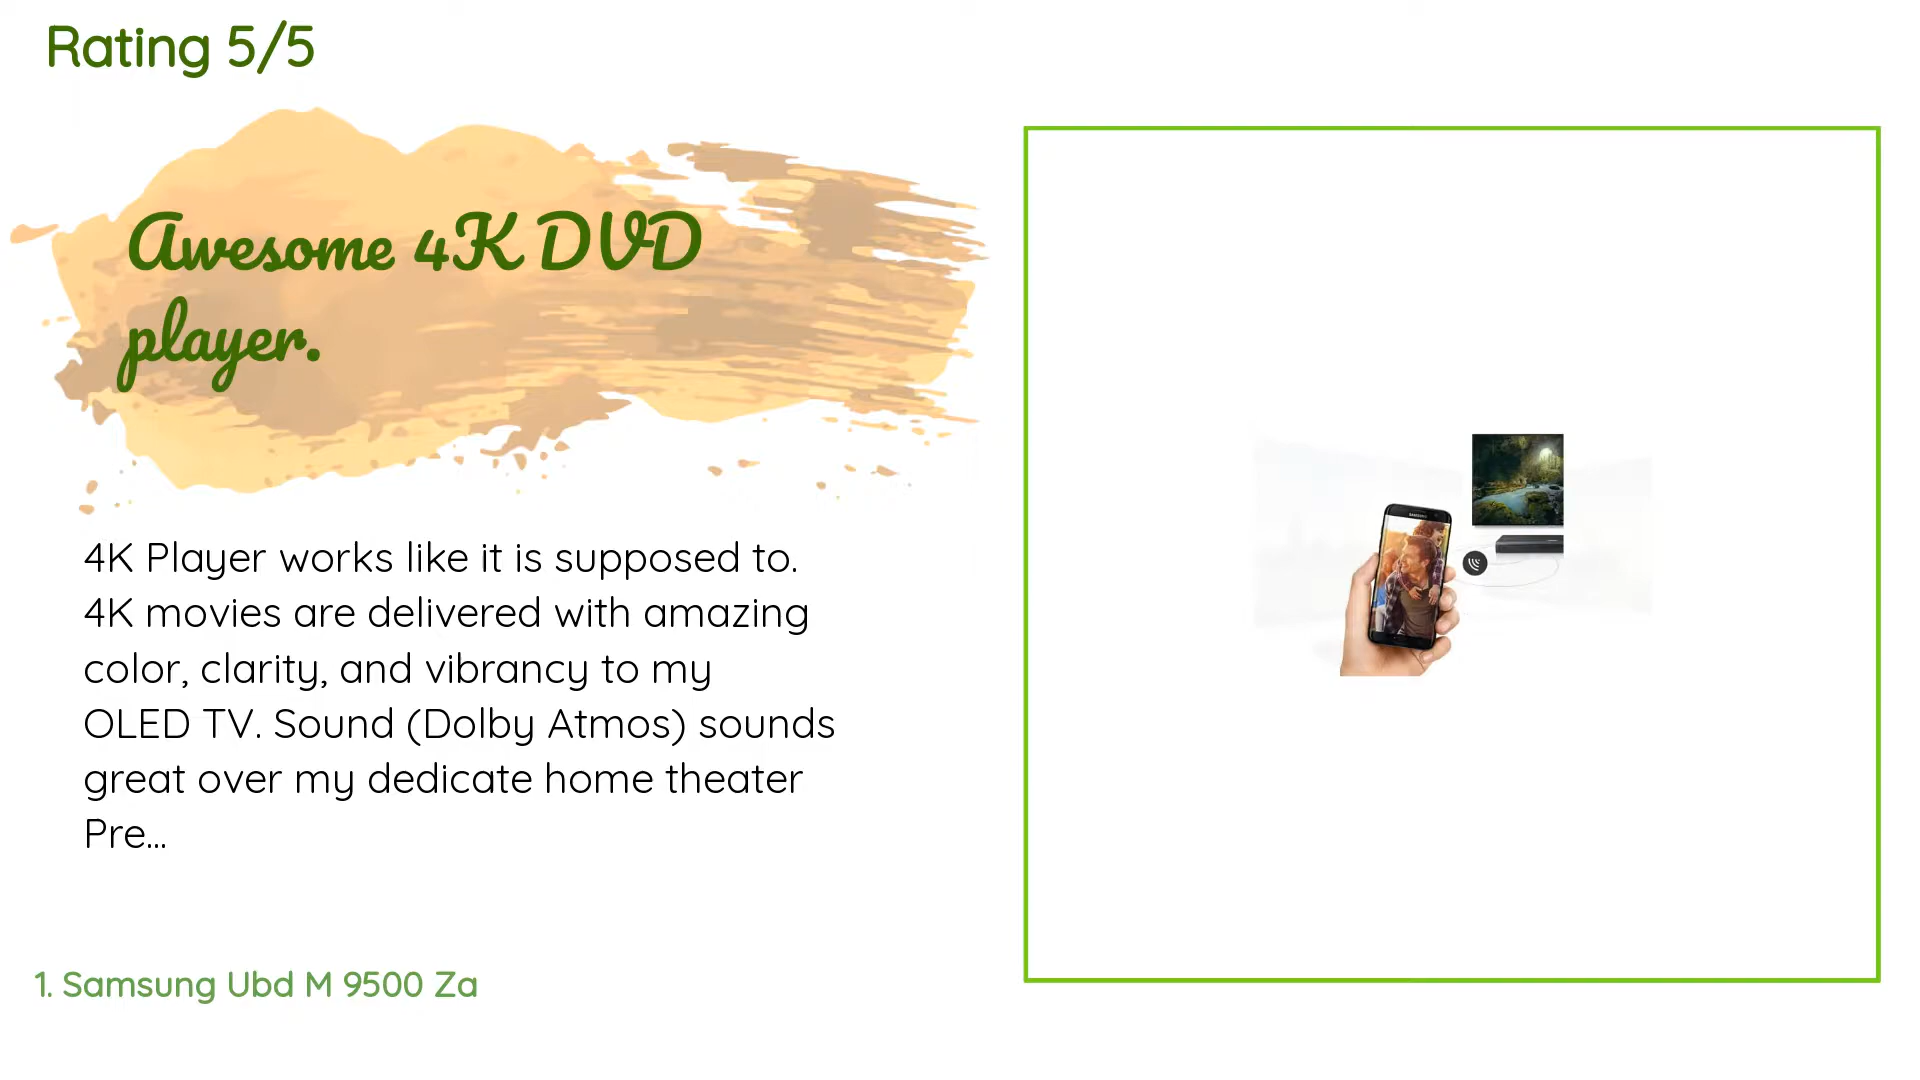 Rating 5/5
Awesome 4K DVD
player.
4K Player works like it is supposed to.
4K movies are delivered with amazing
color, clarity, and vibrancy to my
OLED TV. Sound (Dolby Atmos) sounds
great over my dedicate home theater
Pre...
SAMSUNG
1. Samsung Ubd M 9500 Za